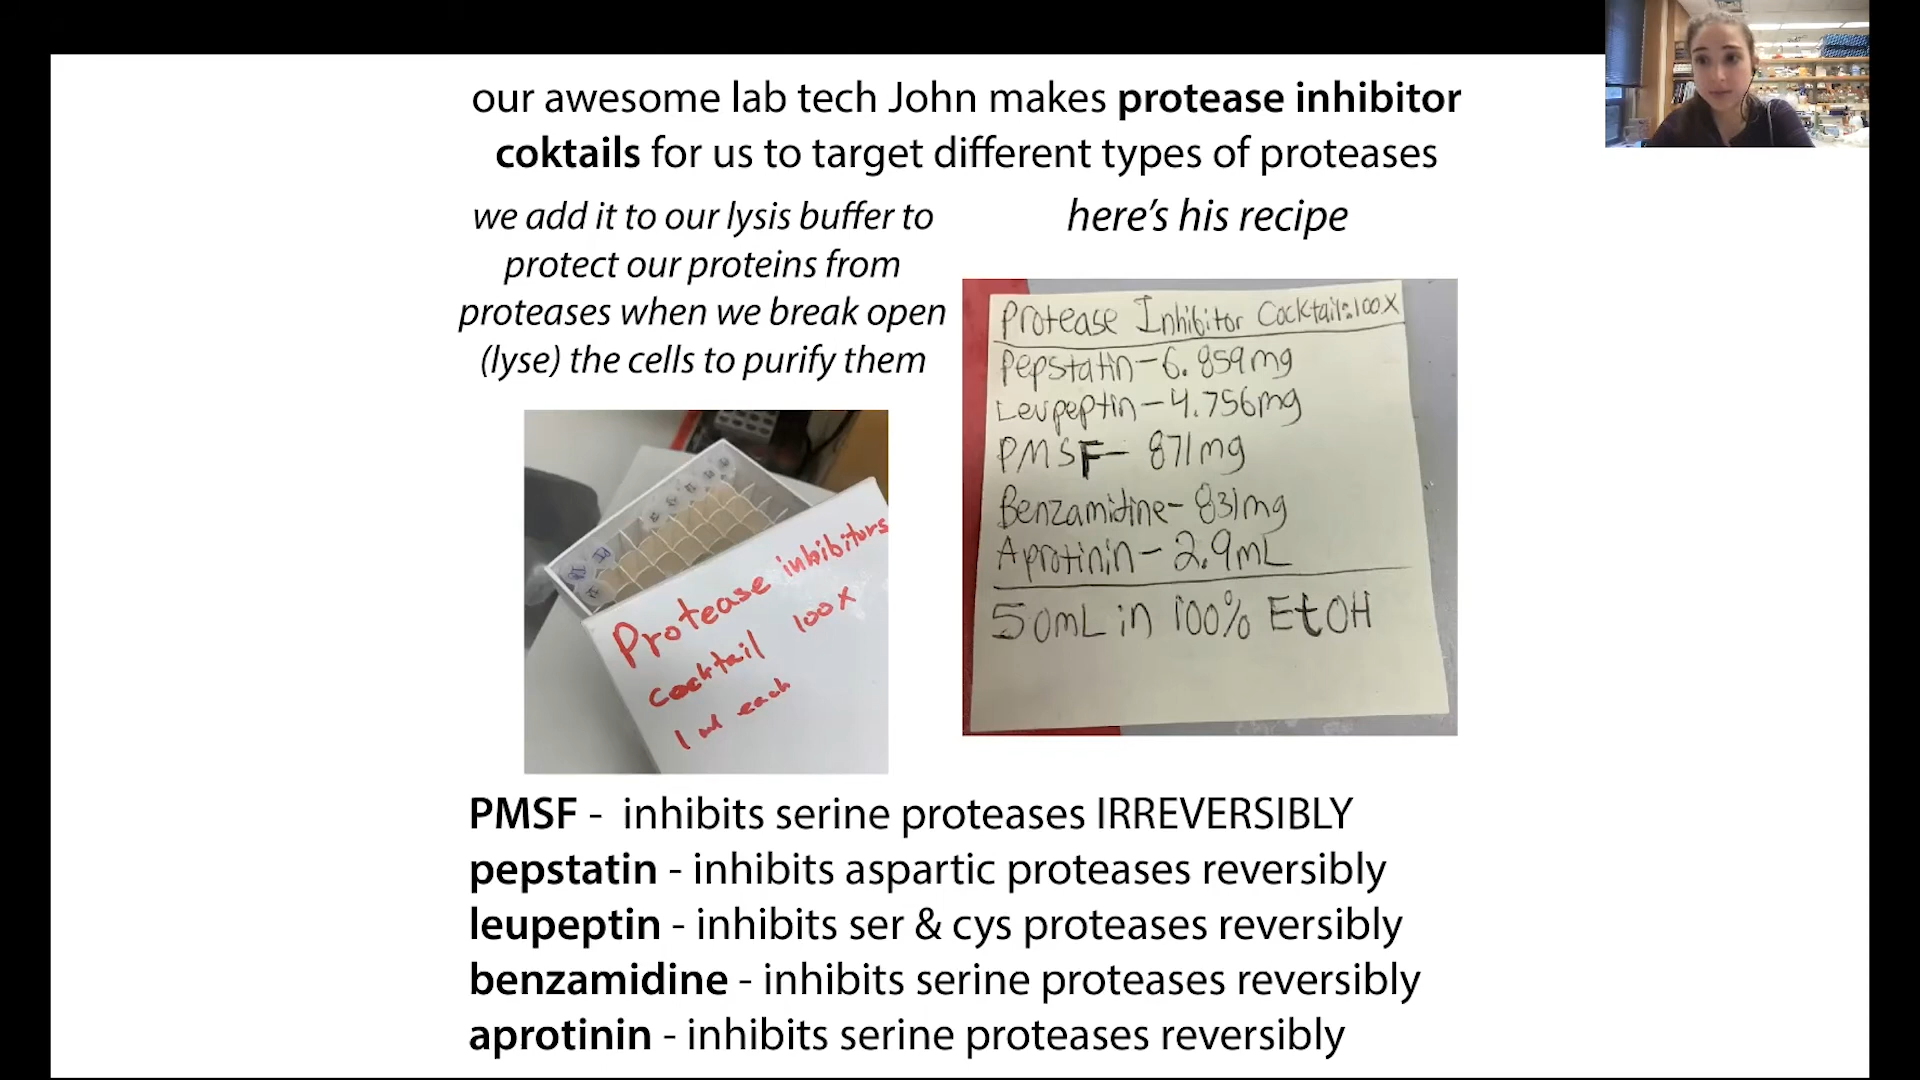 our awesome lab tech John makes protease inhibitor
coktails for us to target different types of proteases
we add it to our lysis buffer to
protect our proteins from
proteases when we break open
(lyse) the cells to purify them
here's his recipe
Protease Inhibitor Cocktail:100X
Pepstatin-6.859mg
Leupeptin-4.756mg
PMSF- 871mg
Benzamidine-831mg
Aprotinin-2.9mL
50mL in 100% EtOH
Protease inhibitors
cocktail 100X
1 ml each
PMSF - inhibits serine proteases IRREVERSIBLY
pepstatin - inhibits aspartic proteases reversibly
leupeptin - inhibits ser & cys proteases reversibly
benzamidine - inhibits serine proteases reversibly
aprotinin - inhibits serine proteases reversibly